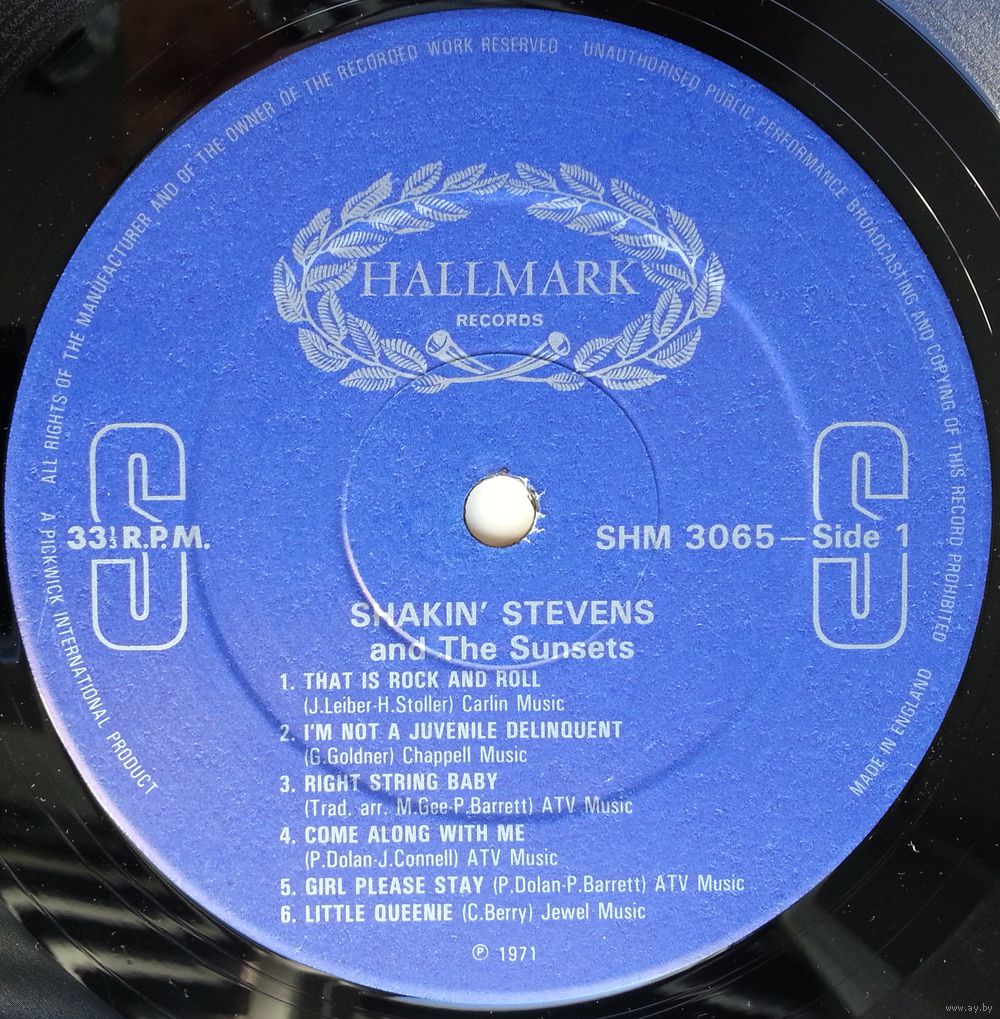 ALL RIGHTS OF THE MANUFACTURER AND OF THE OWNER OF THE RECORDED WORK RESERVED · UNAUTHORISED PUBLIC PERFORMANCE BROADCASTING AND COPYING OF THIS RECORD PROHIBITED
HALLMARK
RECORDS
S S
33⅓ R.P.M. SHM 3065 — Side 1
SHAKIN' STEVENS
and The Sunsets
1. THAT IS ROCK AND ROLL
(J.Leiber-H.Stoller) Carlin Music
2. I'M NOT A JUVENILE DELINQUENT
(G.Goldner) Chappell Music
3. RIGHT STRING BABY
(Trad. arr. M.Gee-P.Barrett) ATV Music
4. COME ALONG WITH ME
(P.Dolan-J.Connell) ATV Music
5. GIRL PLEASE STAY (P.Dolan-P.Barrett) ATV Music
6. LITTLE QUEENIE (C.Berry) Jewel Music
℗ 1971
A PICKWICK INTERNATIONAL PRODUCT
MADE IN ENGLAND
www.ay.by